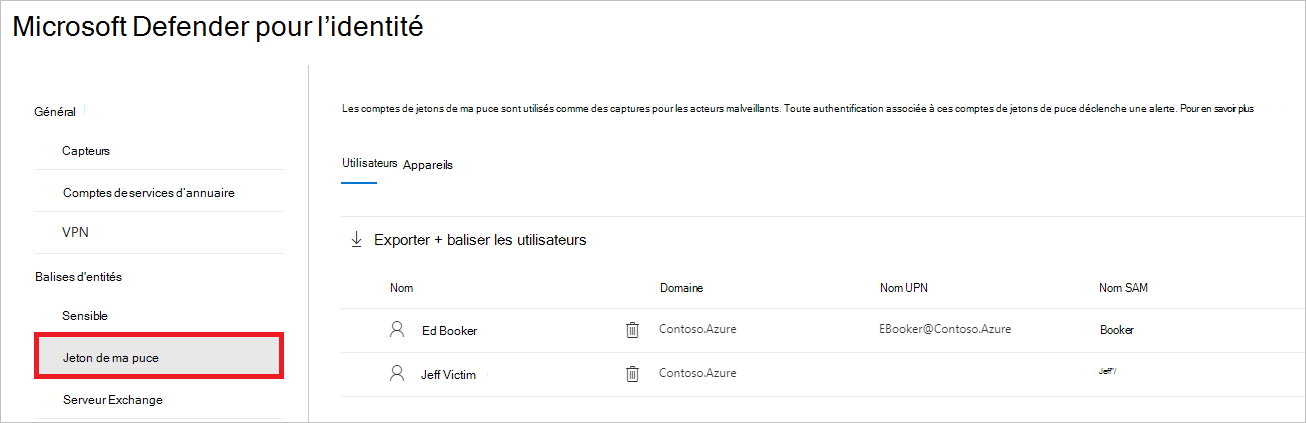 Microsoft Defender pour l’identité
Général
Capteurs
Comptes de services d’annuaire
VPN
Balises d'entités
Sensible
Jeton de ma puce
Serveur Exchange
Les comptes de jetons de ma puce sont utilisés comme des captures pour les acteurs malveillants. Toute authentification associée à ces comptes de jetons de puce déclenche une alerte. Pour en savoir plus
Utilisateurs Appareils
Exporter + baliser les utilisateurs
Nom Domaine Nom UPN Nom SAM
Ed Booker Contoso.Azure EBooker@Contoso.Azure Booker
Jeff Victim Contoso.Azure Jeff